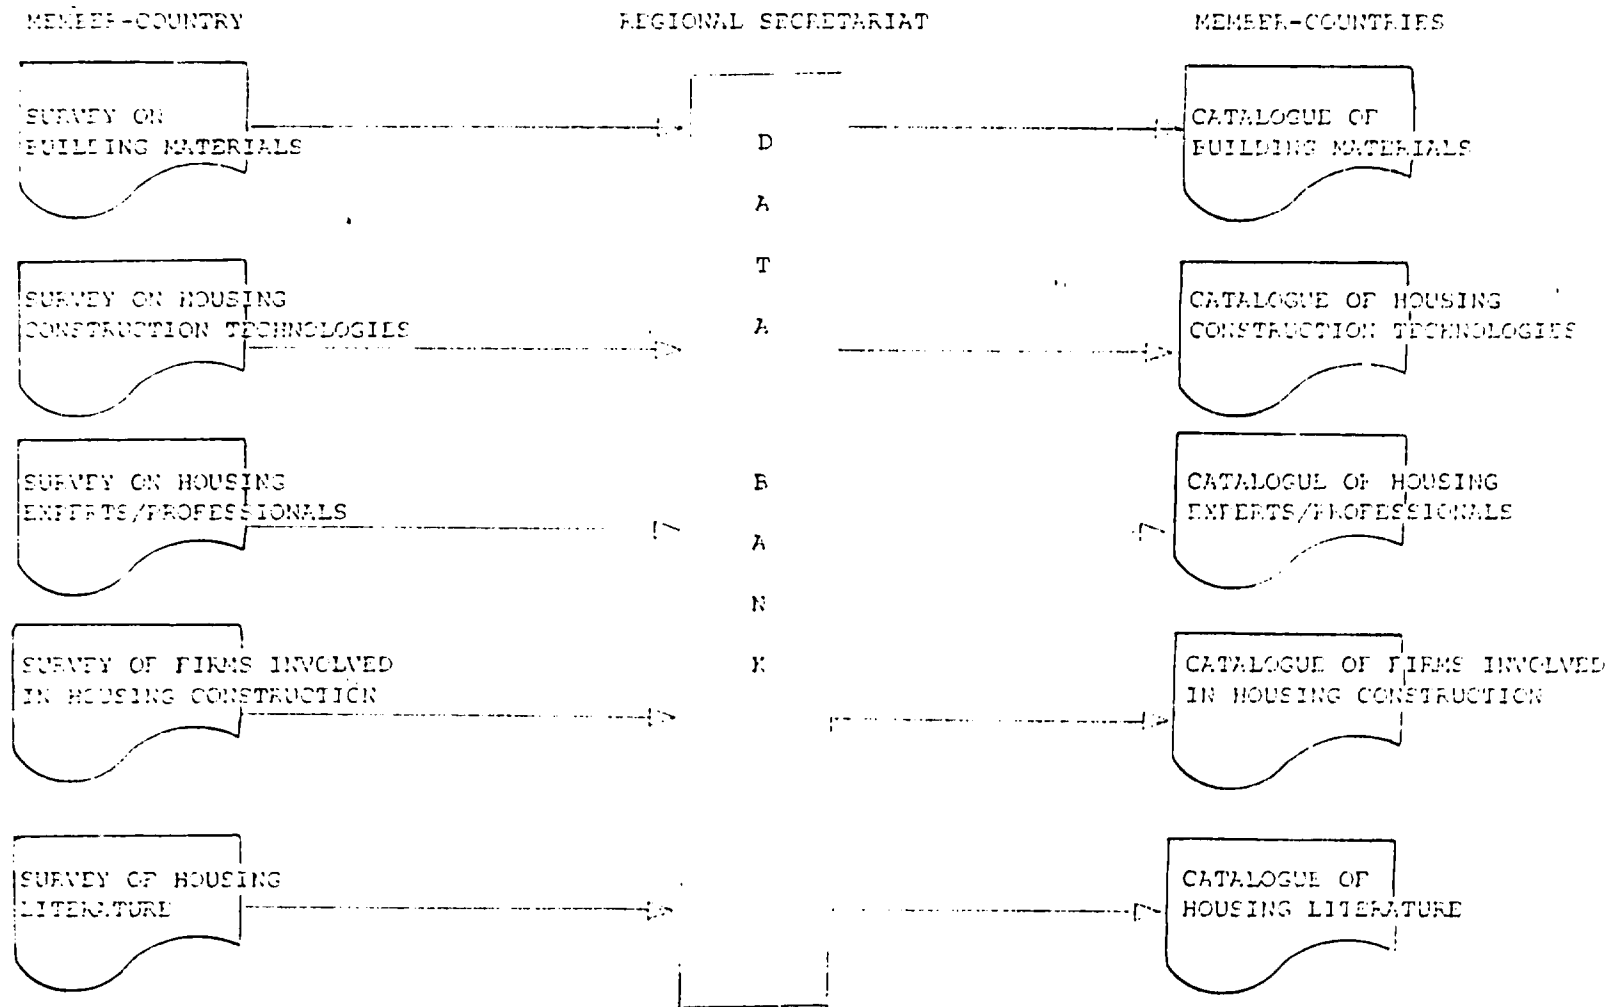 MEMBER-COUNTRY
REGIONAL SECRETARIAT
MEMBER-COUNTRIES
SURVEY ON
BUILDING MATERIALS
D
A
T
A
B
A
N
K
CATALOGUE OF
BUILDING MATERIALS
SURVEY ON HOUSING
CONSTRUCTION TECHNOLOGIES
CATALOGUE OF HOUSING
CONSTRUCTION TECHNOLOGIES
SURVEY ON HOUSING
EXPERTS/PROFESSIONALS
CATALOGUE OF HOUSING
EXPERTS/PROFESSIONALS
SURVEY OF FIRMS INVOLVED
IN HOUSING CONSTRUCTION
CATALOGUE OF FIRMS INVOLVED
IN HOUSING CONSTRUCTION
SURVEY OF HOUSING
LITERATURE
CATALOGUE OF
HOUSING LITERATURE